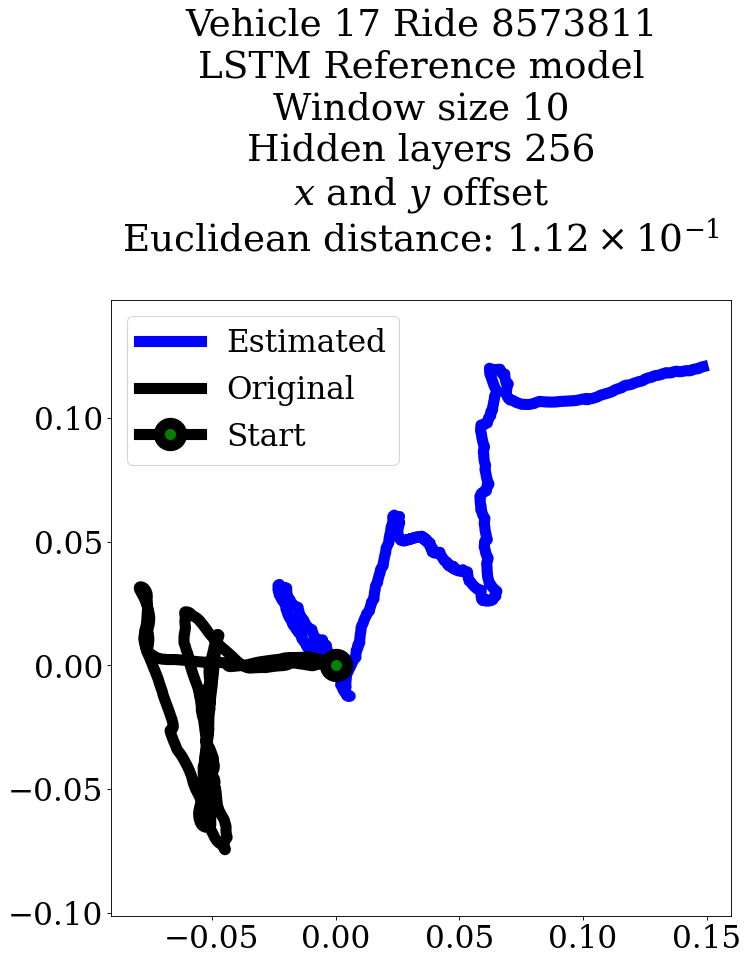 Vehicle 17 Ride 8573811
LSTM Reference model
Window size 10
Hidden layers 256
x and y offset
Euclidean distance: 1.12 × 10⁻¹
Estimated
Original
Start
0.10
0.05
0.00
−0.05
−0.10
−0.05 0.00 0.05 0.10 0.15